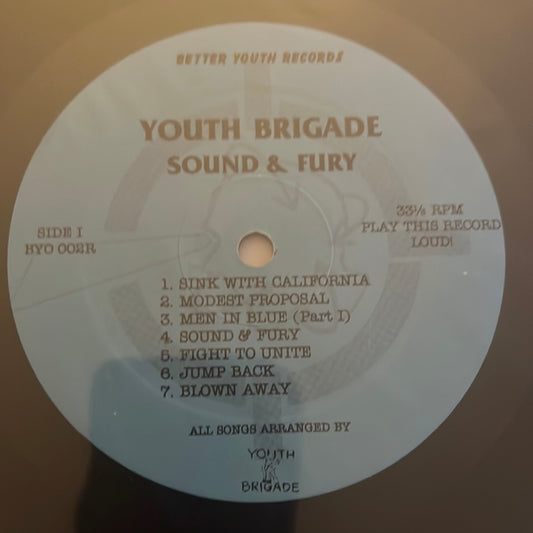 BETTER YOUTH RECORDS
YOUTH BRIGADE
SOUND & FURY
SIDE I
BYO 002R
33⅓ RPM
PLAY THIS RECORD
LOUD!
1. SINK WITH CALIFORNIA
2. MODEST PROPOSAL
3. MEN IN BLUE (Part I)
4. SOUND & FURY
5. FIGHT TO UNITE
6. JUMP BACK
7. BLOWN AWAY
ALL SONGS ARRANGED BY
YOUTH
BRIGADE